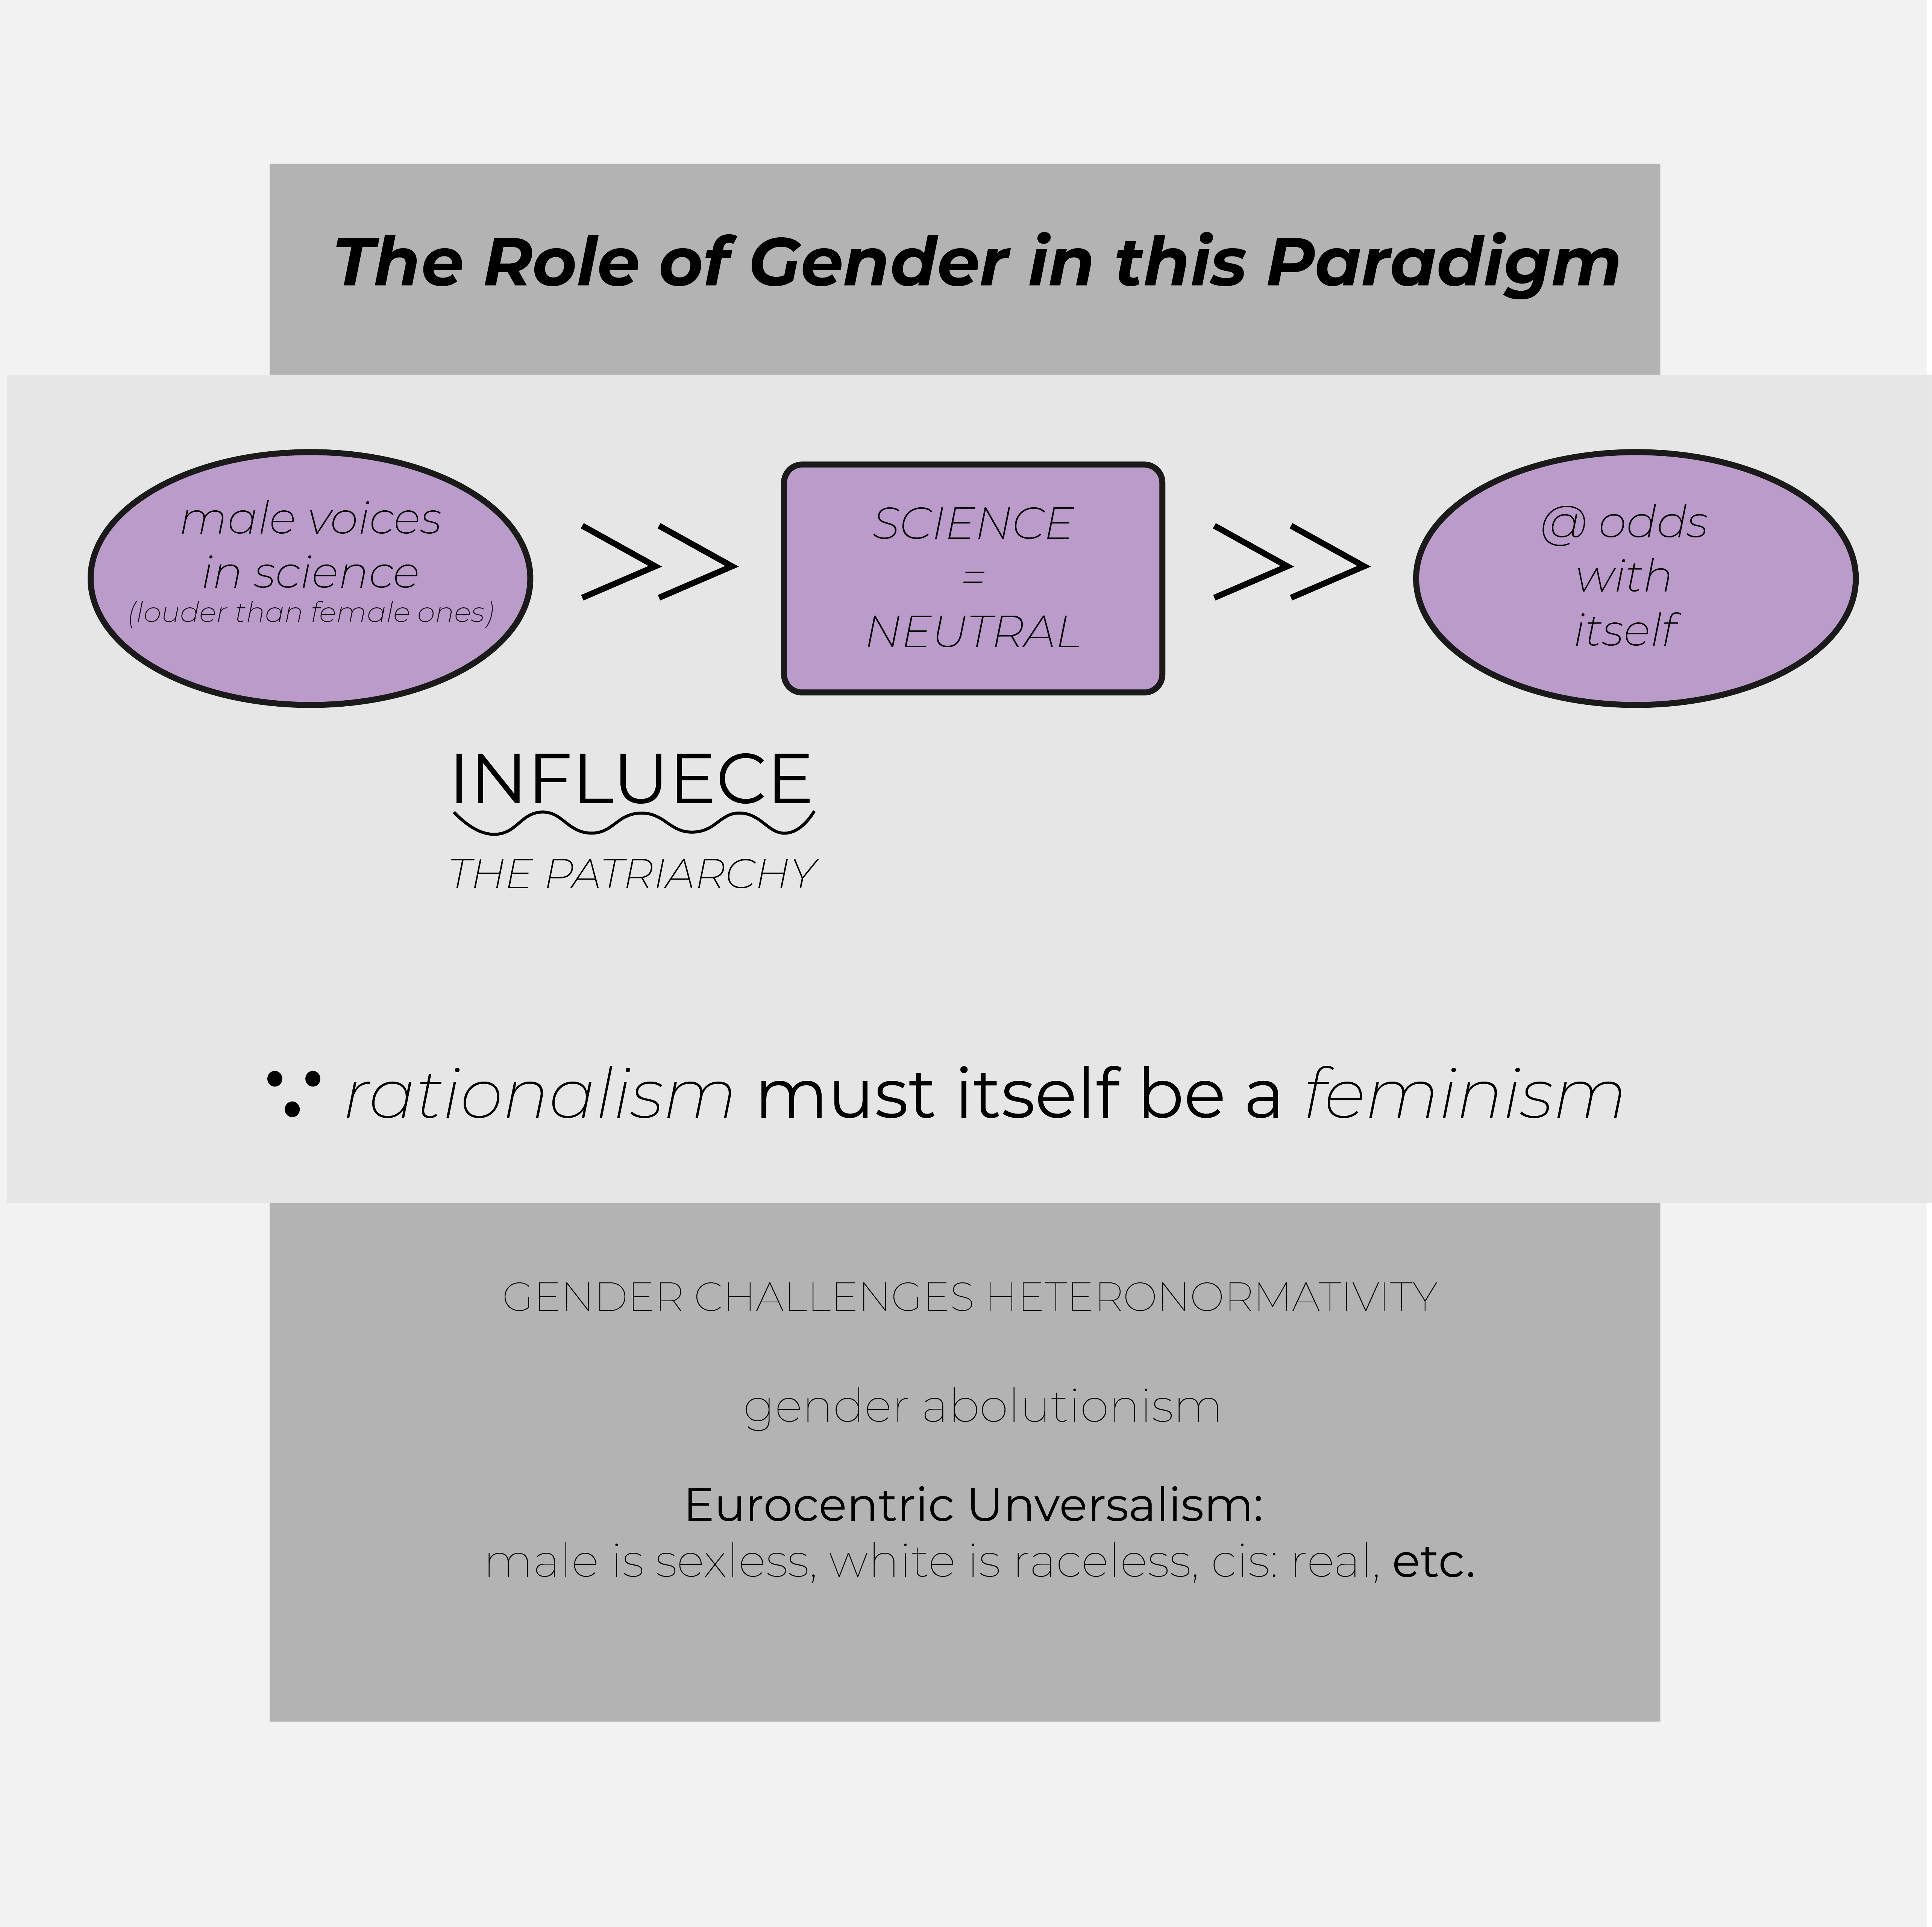 The Role of Gender in this Paradigm
male voices
in science
(louder than female ones)
SCIENCE
=
NEUTRAL
@ odds
with
itself
INFLUECE
THE PATRIARCHY
∵ rationalism must itself be a feminism
GENDER CHALLENGES HETERONORMATIVITY
gender abolutionism
Eurocentric Unversalism:
male is sexless, white is raceless, cis: real, etc.